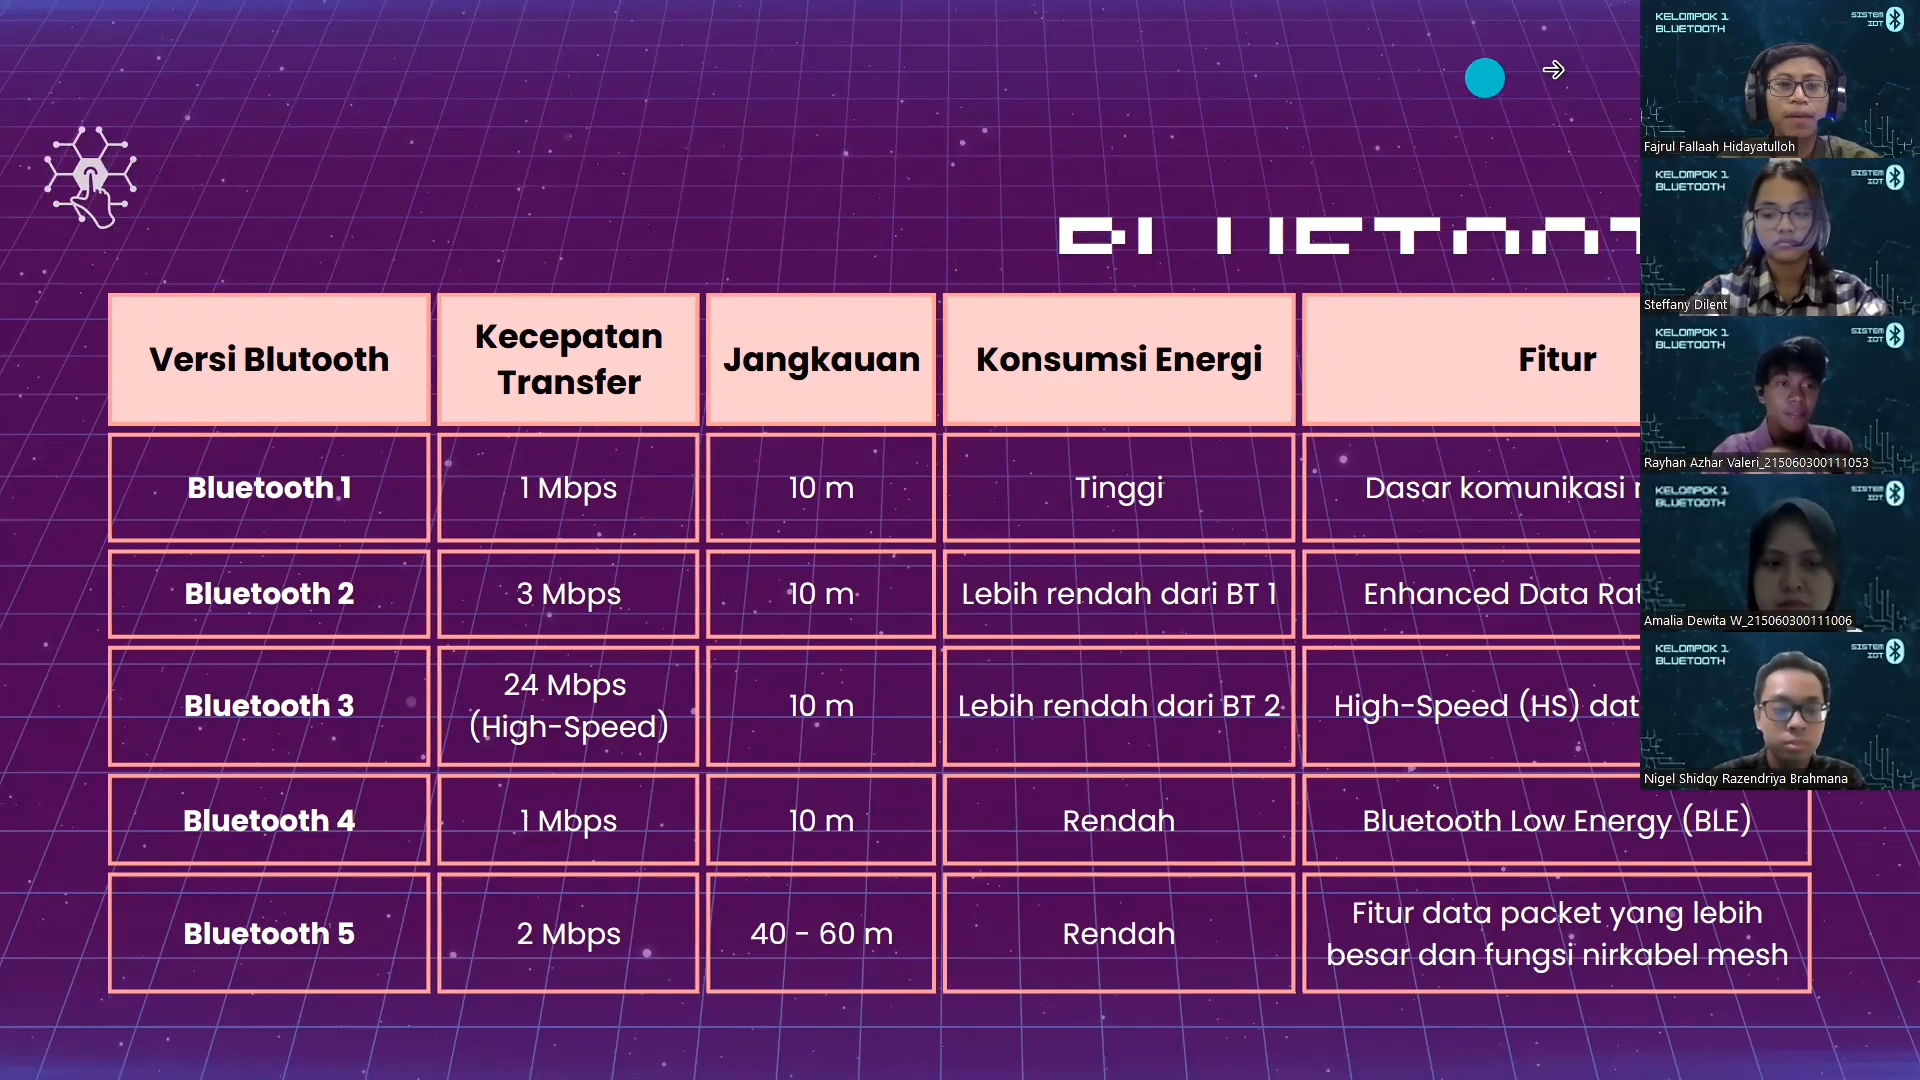 BLUETOOT
Versi Blutooth
Kecepatan
Transfer
Jangkauan
Konsumsi Energi
Fitur
Bluetooth 1
1 Mbps
10 m
Tinggi
Dasar komunikasi
Bluetooth 2
3 Mbps
10 m
Lebih rendah dari BT 1
Enhanced Data Rat
Bluetooth 3
24 Mbps
(High-Speed)
10 m
Lebih rendah dari BT 2
High-Speed (HS) dat
Bluetooth 4
1 Mbps
10 m
Rendah
Bluetooth Low Energy (BLE)
Bluetooth 5
2 Mbps
40 - 60 m
Rendah
Fitur data packet yang lebih
besar dan fungsi nirkabel mesh
KELOMPOK 1
BLUETOOTH
SISTEM
IOT
Fajrul Fallaah Hidayatulloh
KELOMPOK 1
BLUETOOTH
SISTEM
IOT
Steffany Dilent
KELOMPOK 1
BLUETOOTH
SISTEM
IOT
Rayhan Azhar Valeri_215060300111053
KELOMPOK 1
BLUETOOTH
SISTEM
IOT
Amalia Dewita W_215060300111006
KELOMPOK 1
BLUETOOTH
SISTEM
IOT
Nigel Shidqy Razendriya Brahmana